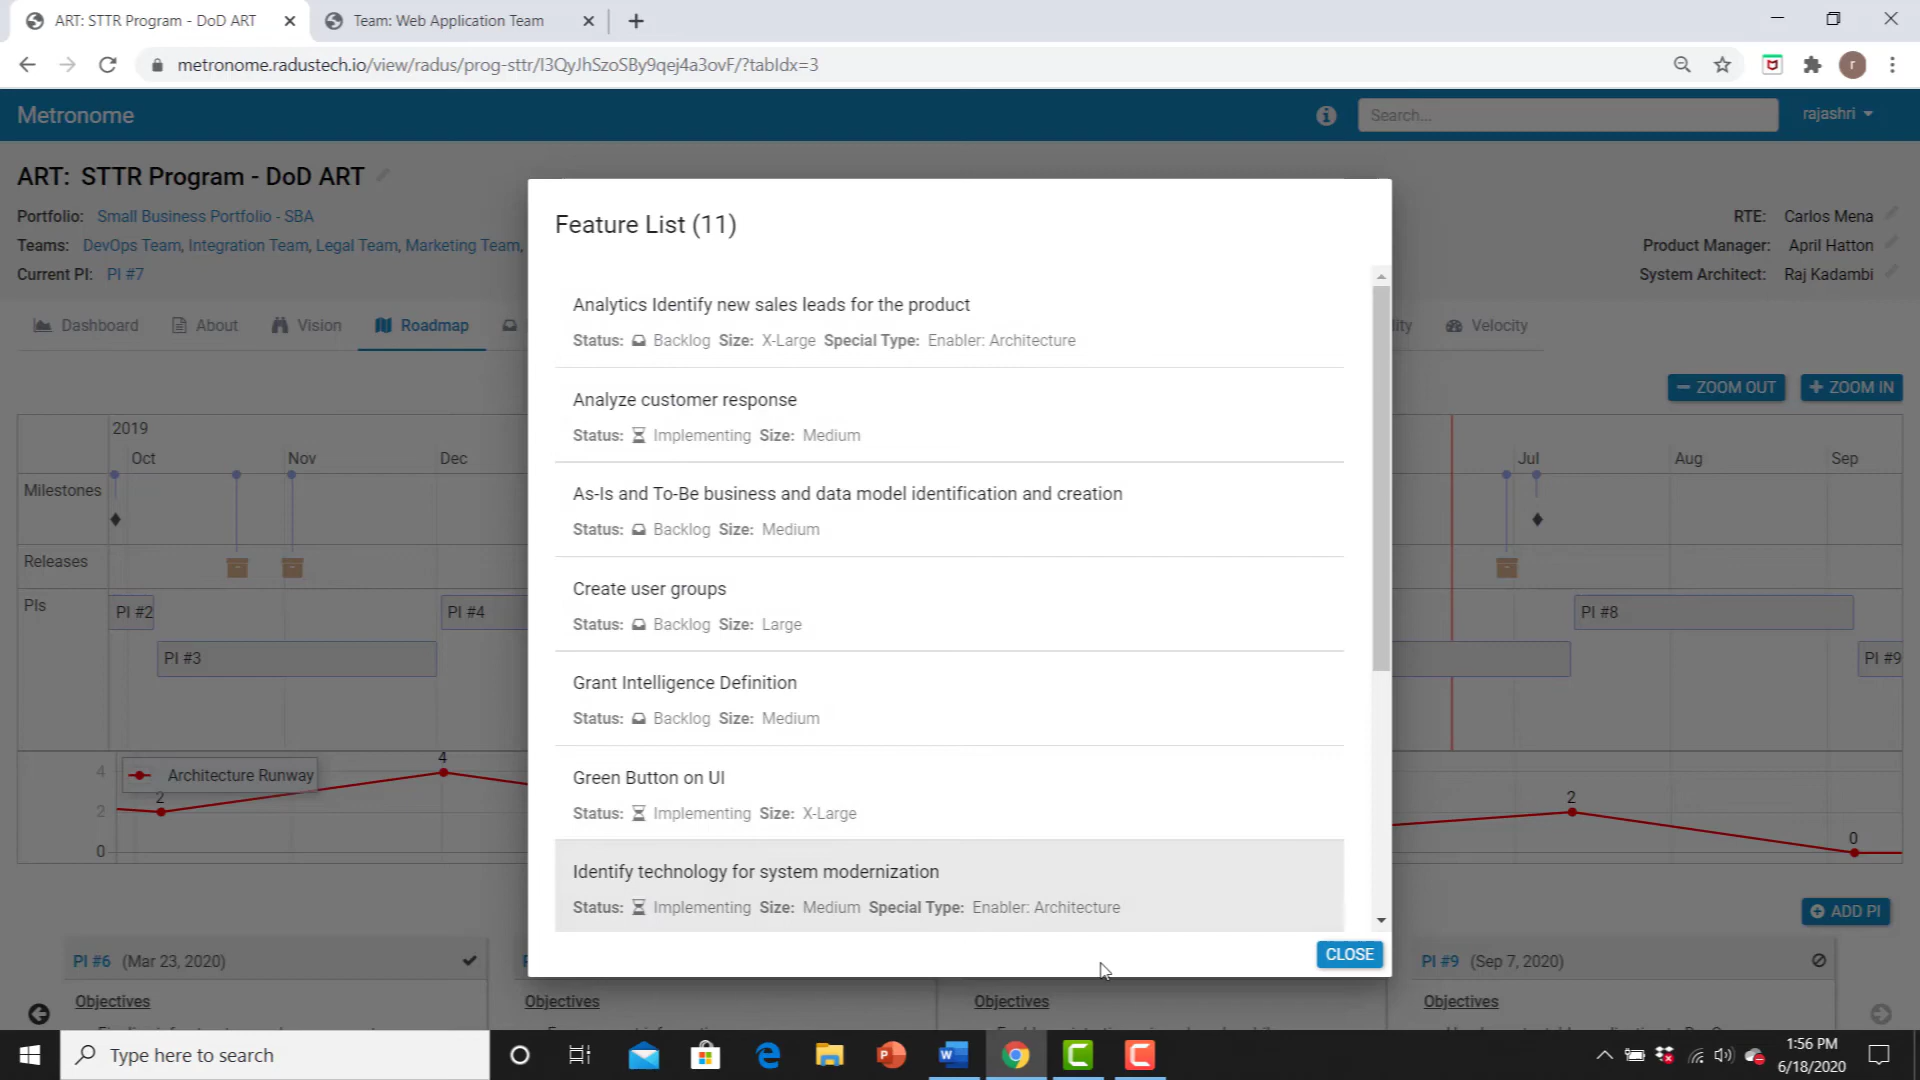 ART: STTR Program - DoD ART
Team: Web Application Team
metronome.radustech.io/view/radus/prog-sttr/I3QyJhSzoSBy9qej4a3ovF/?tabIdx=3
r
Metronome
Search...
rajashri
ART: STTR Program - DoD ART
Portfolio: Small Business Portfolio - SBA
Teams: DevOps Team, Integration Team, Legal Team, Marketing Team,
Current PI: PI #7
RTE: Carlos Mena
Product Manager: April Hatton
System Architect: Raj Kadambi
Dashboard
About
Vision
Roadmap
Velocity
ZOOM OUT
ZOOM IN
2019
Oct
Nov
Dec
Jul
Aug
Sep
Milestones
Releases
PIs
PI #2
PI #4
PI #3
PI #8
PI #9
4
2
0
Architecture Runway
2
4
2
0
ADD PI
PI #6 (Mar 23, 2020)
PI #9 (Sep 7, 2020)
Objectives
Objectives
Objectives
Objectives
Feature List (11)
Analytics Identify new sales leads for the product
Status: Backlog Size: X-Large Special Type: Enabler: Architecture
Analyze customer response
Status: Implementing Size: Medium
As-Is and To-Be business and data model identification and creation
Status: Backlog Size: Medium
Create user groups
Status: Backlog Size: Large
Grant Intelligence Definition
Status: Backlog Size: Medium
Green Button on UI
Status: Implementing Size: X-Large
Identify technology for system modernization
Status: Implementing Size: Medium Special Type: Enabler: Architecture
CLOSE
Type here to search
1:56 PM
6/18/2020